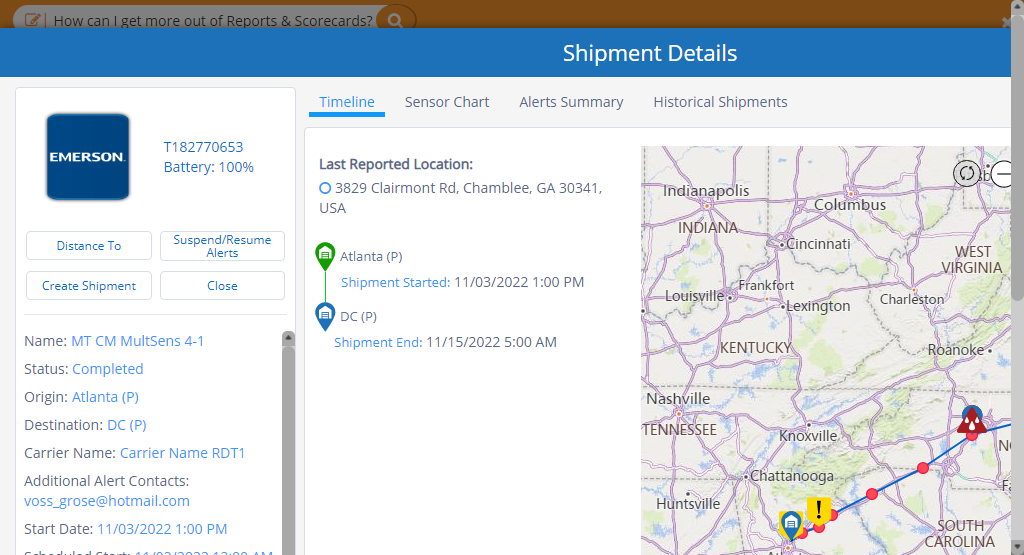 How can I get more out of Reports & Scorecards?
Shipment Details
EMERSON.
T182770653
Battery: 100%
Distance To
Suspend/Resume
Alerts
Create Shipment
Close
Name: MT CM MultSens 4-1
Status: Completed
Origin: Atlanta (P)
Destination: DC (P)
Carrier Name: Carrier Name RDT1
Additional Alert Contacts:
voss_grose@hotmail.com
Start Date: 11/03/2022 1:00 PM
Timeline
Sensor Chart
Alerts Summary
Historical Shipments
Last Reported Location:
3829 Clairmont Rd, Chamblee, GA 30341,
USA
Atlanta (P)
Shipment Started: 11/03/2022 1:00 PM
DC (P)
Shipment End: 11/15/2022 5:00 AM
Indianapolis
Columbus
INDIANA
Cincinnati
WEST
VIRGINIA
Frankfort
Louisville
Lexington
Charleston
KENTUCKY
Roanoke
Nashville
TENNESSEE
Knoxville
Chattanooga
Huntsville
SOUTH
CAROLINA